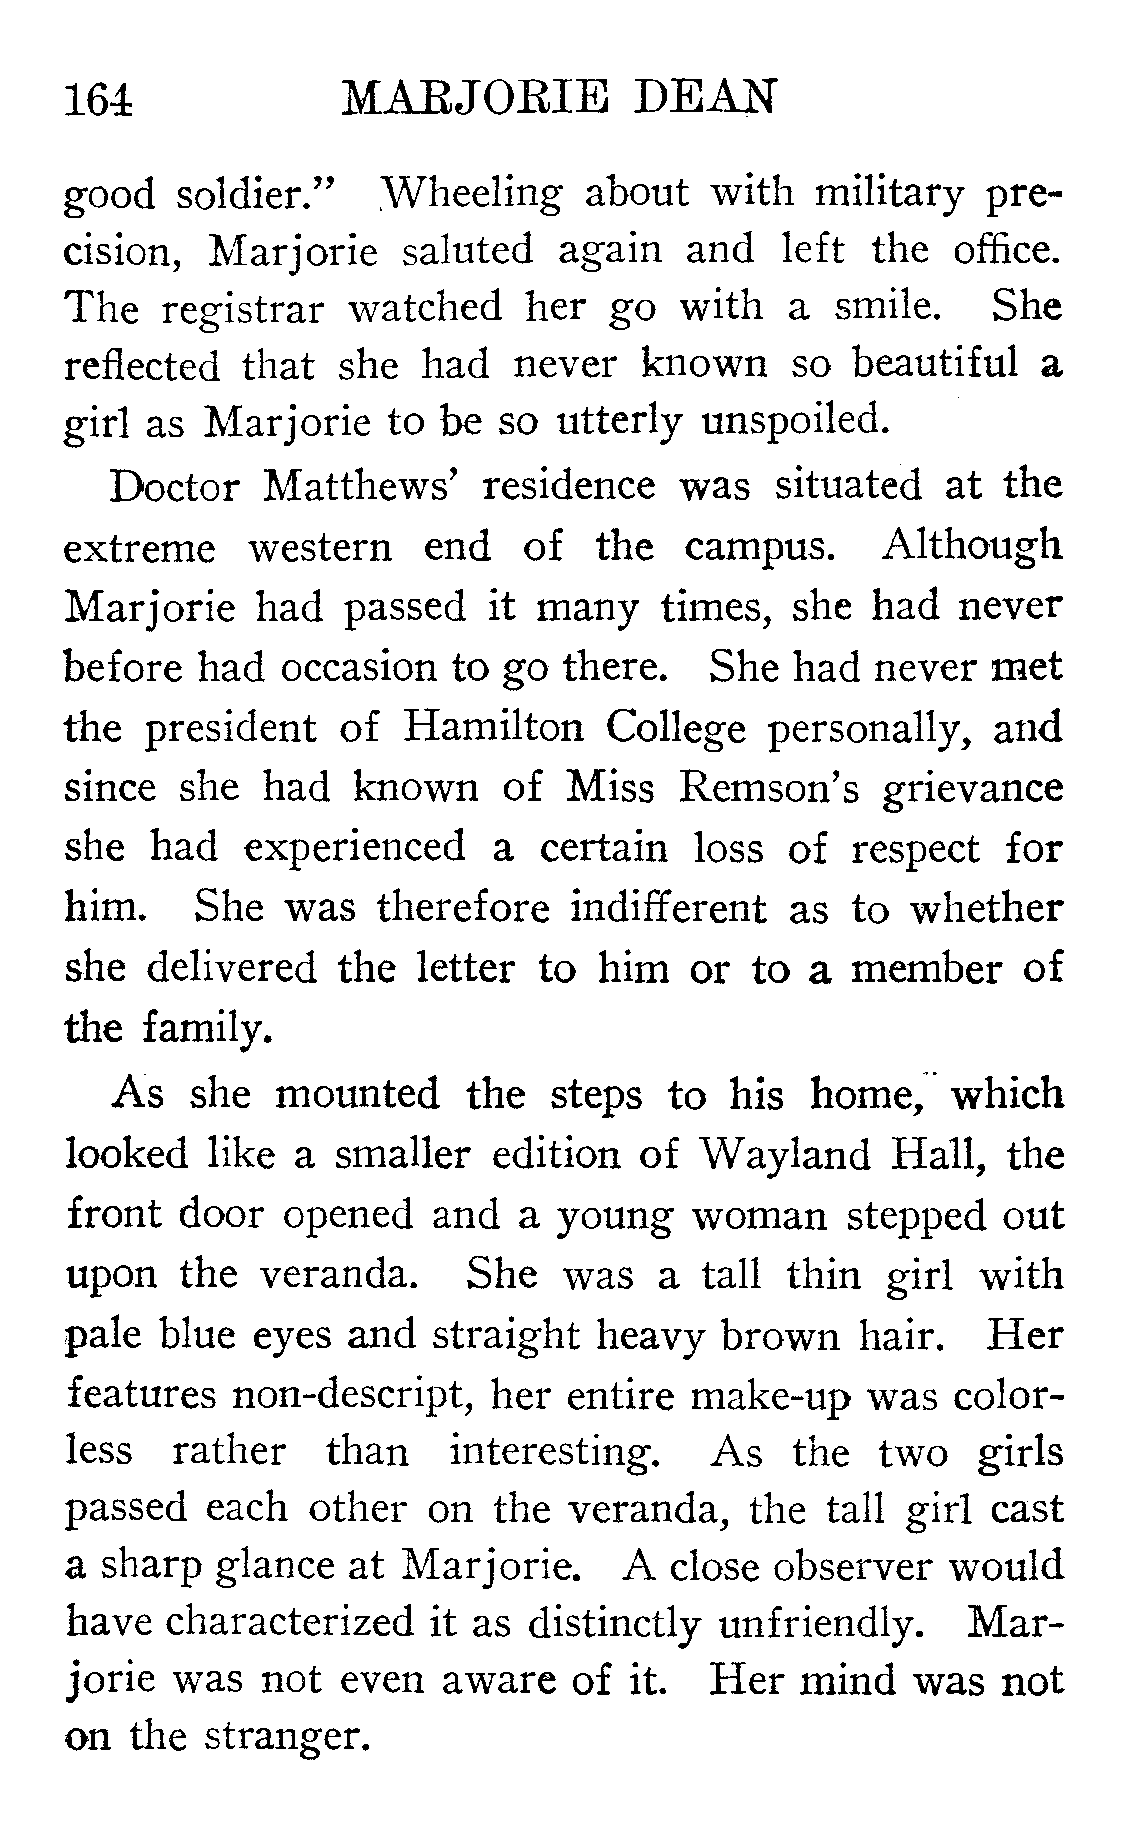 164 MARJORIE DEAN
good soldier.” Wheeling about with military pre-
cision, Marjorie saluted again and left the office.
The registrar watched her go with a smile. She
reflected that she had never known so beautiful a
girl as Marjorie to be so utterly unspoiled.
Doctor Matthews’ residence was situated at the
extreme western end of the campus. Although
Marjorie had passed it many times, she had never
before had occasion to go there. She had never met
the president of Hamilton College personally, and
since she had known of Miss Remson’s grievance
she had experienced a certain loss of respect for
him. She was therefore indifferent as to whether
she delivered the letter to him or to a member of
the family.
As she mounted the steps to his home, which
looked like a smaller edition of Wayland Hall, the
front door opened and a young woman stepped out
upon the veranda. She was a tall thin girl with
pale blue eyes and straight heavy brown hair. Her
features non-descript, her entire make-up was color-
less rather than interesting. As the two girls
passed each other on the veranda, the tall girl cast
a sharp glance at Marjorie. A close observer would
have characterized it as distinctly unfriendly. Mar-
jorie was not even aware of it. Her mind was not
on the stranger.